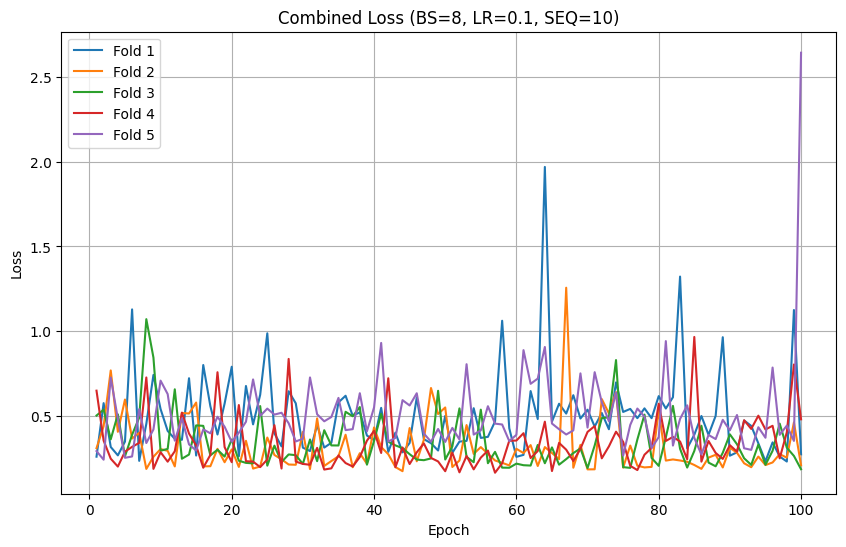 Combined Loss (BS=8, LR=0.1, SEQ=10)
Fold 1
Fold 2
Fold 3
Fold 4
Fold 5
2.5
2.0
1.5
1.0
0.5
Loss
0 20 40 60 80 100
Epoch